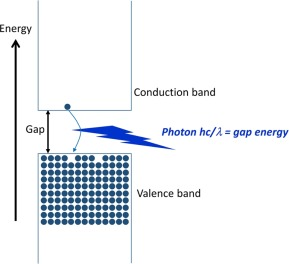 Energy
Conduction band
Gap
Photon hc/λ = gap energy
Valence band